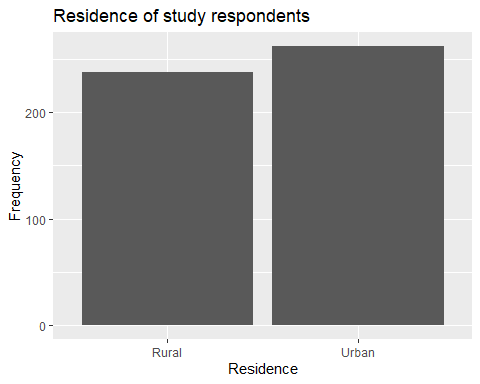 Residence of study respondents
Frequency
200
100
0
Rural Urban
Residence